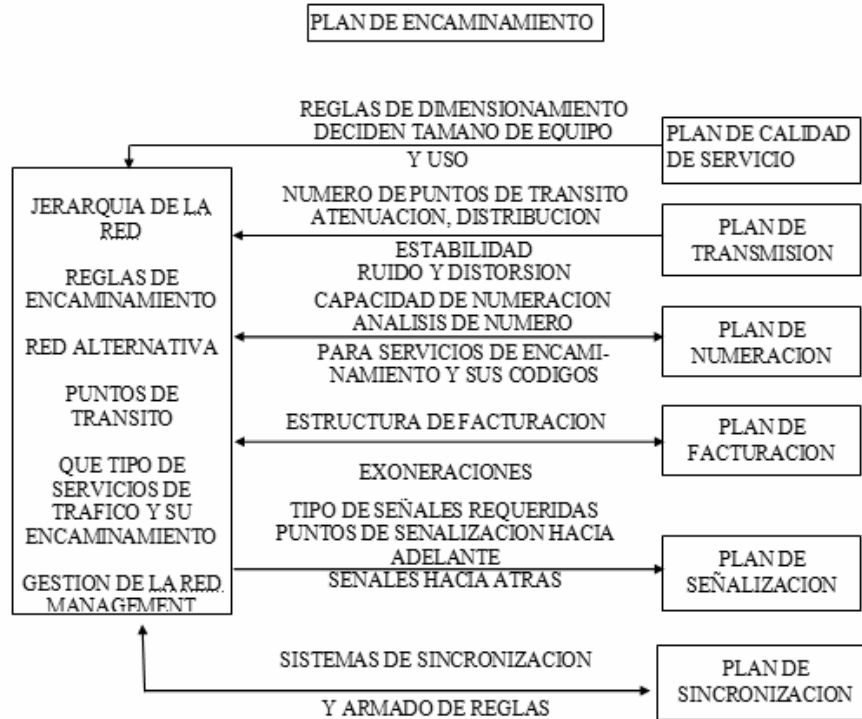 PLAN DE ENCAMINAMIENTO
REGLAS DE DIMENSIONAMIENTO
DECIDEN TAMANO DE EQUIPO
Y USO
PLAN DE CALIDAD
DE SERVICIO
JERARQUIA DE LA
RED
REGLAS DE
ENCAMINAMIENTO
RED ALTERNATIVA
PUNTOS DE
TRANSITO
QUE TIPO DE
SERVICIOS DE
TRAFICO Y SU
ENCAMINAMIENTO
GESTION DE LA RED.
MANAGEMENT
NUMERO DE PUNTOS DE TRANSITO
ATENUACION, DISTRIBUCION
ESTABILIDAD
RUIDO Y DISTORSION
PLAN DE
TRANSMISION
CAPACIDAD DE NUMERACION
ANALISIS DE NUMERO
PARA SERVICIOS DE ENCAMI-
NAMIENTO Y SUS CODIGOS
PLAN DE
NUMERACION
ESTRUCTURA DE FACTURACION
EXONERACIONES
PLAN DE
FACTURACION
TIPO DE SEÑALES REQUERIDAS
PUNTOS DE SENALIZACION HACIA
ADELANTE
SENALES HACIA ATRAS
PLAN DE
SEÑALIZACION
SISTEMAS DE SINCRONIZACION
Y ARMADO DE REGLAS
PLAN DE
SINCRONIZACION